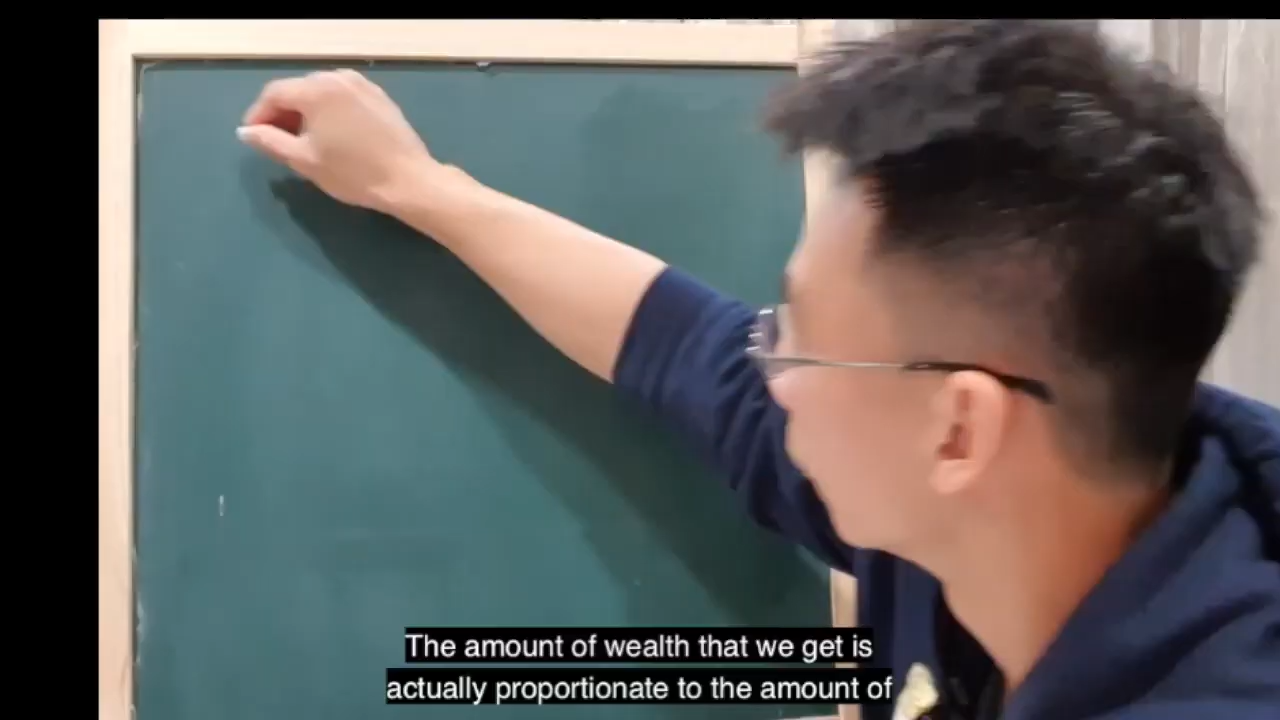 The amount of wealth that we get is
actually proportionate to the amount of